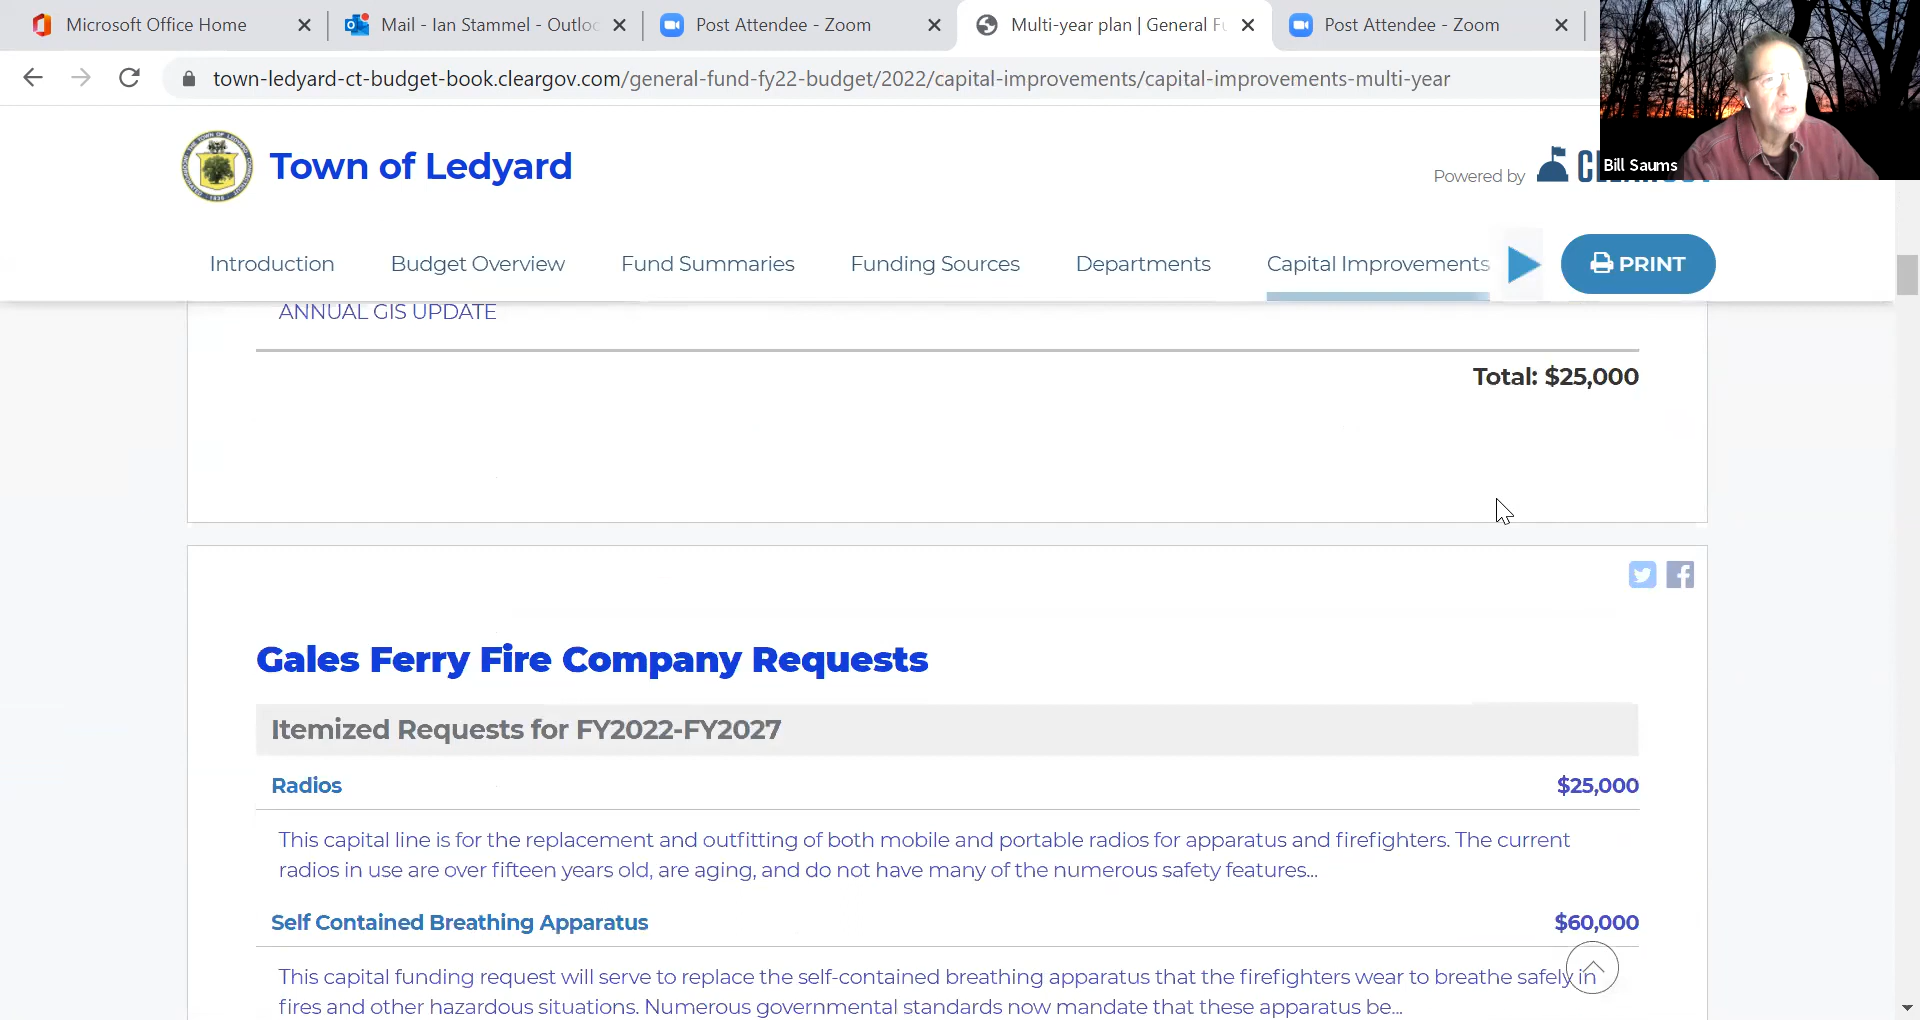 Microsoft Office Home
Mail - Ian Stammel - Outloo
Post Attendee - Zoom
Multi-year plan | General Fu
Post Attendee - Zoom
town-ledyard-ct-budget-book.cleargov.com/general-fund-fy22-budget/2022/capital-improvements/capital-improvements-multi-year
Town of Ledyard
Powered by
Bill Saums
Introduction
Budget Overview
Fund Summaries
Funding Sources
Departments
Capital Improvements
PRINT
ANNUAL GIS UPDATE
Total: $25,000
Gales Ferry Fire Company Requests
Itemized Requests for FY2022-FY2027
Radios $25,000
This capital line is for the replacement and outfitting of both mobile and portable radios for apparatus and firefighters. The current
radios in use are over fifteen years old, are aging, and do not have many of the numerous safety features...
Self Contained Breathing Apparatus $60,000
This capital funding request will serve to replace the self-contained breathing apparatus that the firefighters wear to breathe safely in
fires and other hazardous situations. Numerous governmental standards now mandate that these apparatus be...